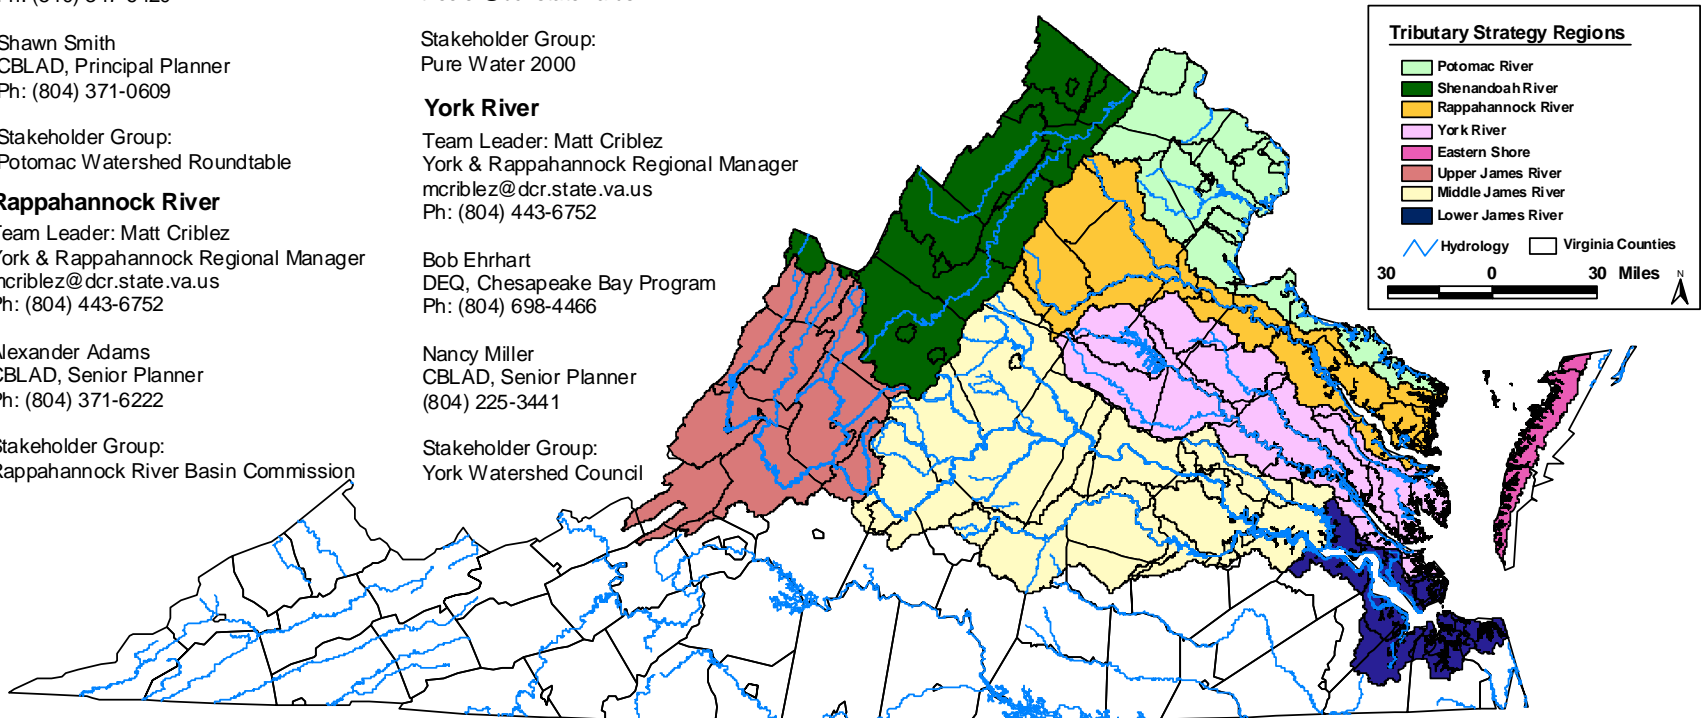 Shawn Smith
CBLAD, Principal Planner
Ph: (804) 371-0609
Stakeholder Group:
Potomac Watershed Roundtable
Rappahannock River
Team Leader: Matt Criblez
York & Rappahannock Regional Manager
mcriblez@dcr.state.va.us
Ph: (804) 443-6752
Alexander Adams
CBLAD, Senior Planner
Ph: (804) 371-6222
Stakeholder Group:
Rappahannock River Basin Commission
Stakeholder Group:
Pure Water 2000
York River
Team Leader: Matt Criblez
York & Rappahannock Regional Manager
mcriblez@dcr.state.va.us
Ph: (804) 443-6752
Bob Ehrhart
DEQ, Chesapeake Bay Program
Ph: (804) 698-4466
Nancy Miller
CBLAD, Senior Planner
(804) 225-3441
Stakeholder Group:
York Watershed Council
Tributary Strategy Regions
Potomac River
Shenandoah River
Rappahannock River
York River
Eastern Shore
Upper James River
Middle James River
Lower James River
Hydrology Virginia Counties
30 0 30 Miles N